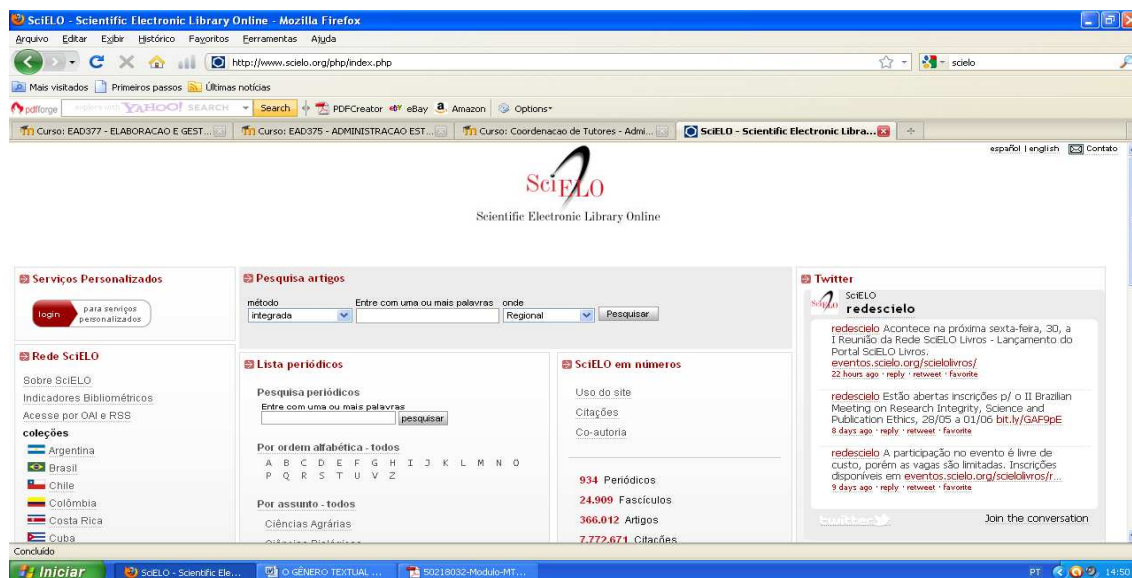 SciELO - Scientific Electronic Library Online - Mozilla Firefox
Arquivo Editar Exibir Histórico Favoritos Ferramentas Ajuda
http://www.scielo.org/php/index.php
scielo
Mais visitados Primeiros passos Últimas notícias
pdfforge YAHOO! SEARCH Search PDFCreator eBay Amazon Options
Curso: EAD377 - ELABORACAO E GEST... Curso: EAD375 - ADMINISTRACAO EST... Curso: Coordenacao de Tutores - Admi... SciELO - Scientific Electronic Libra...
español | english Contato
SciELO
Scientific Electronic Library Online
Serviços Personalizados
login para serviços personalizados
Rede SciELO
Sobre SciELO
Indicadores Bibliométricos
Acesse por OAI e RSS
coleções
Argentina
Brasil
Chile
Colômbia
Costa Rica
Cuba
Pesquisa artigos
método Entre com uma ou mais palavras onde
integrada Regional Pesquisar
Lista periódicos
Pesquisa periódicos
Entre com uma ou mais palavras
pesquisar
Por ordem alfabética - todos
A B C D E F G H I J K L M N O
P Q R S T U V Z
Por assunto - todos
Ciências Agrárias
SciELO em números
Uso do site
Citações
Co-autoria
934 Periódicos
24.909 Fascículos
366.012 Artigos
7.772.671 Citações
Twitter
SciELO
redescielo
redescielo Acontece na próxima sexta-feira, 30, a
I Reunião da Rede SciELO Livros - Lançamento do
Portal SciELO Livros.
eventos.scielo.org/scielolivros/
22 hours ago · reply · retweet · favorite
redescielo Estão abertas inscrições p/ o II Brazilian
Meeting on Research Integrity, Science and
Publication Ethics, 28/05 a 01/06 bit.ly/GAF9pE
8 days ago · reply · retweet · favorite
redescielo A participação no evento é livre de
custo, porém as vagas são limitadas. Inscrições
disponíveis em eventos.scielo.org/scielolivros/r...
9 days ago · reply · retweet · favorite
twitter Join the conversation
Concluído
Iniciar SciELO - Scientific Ele... O GÊNERO TEXTUAL ... 50218032-Modulo-MT... PT 14:50